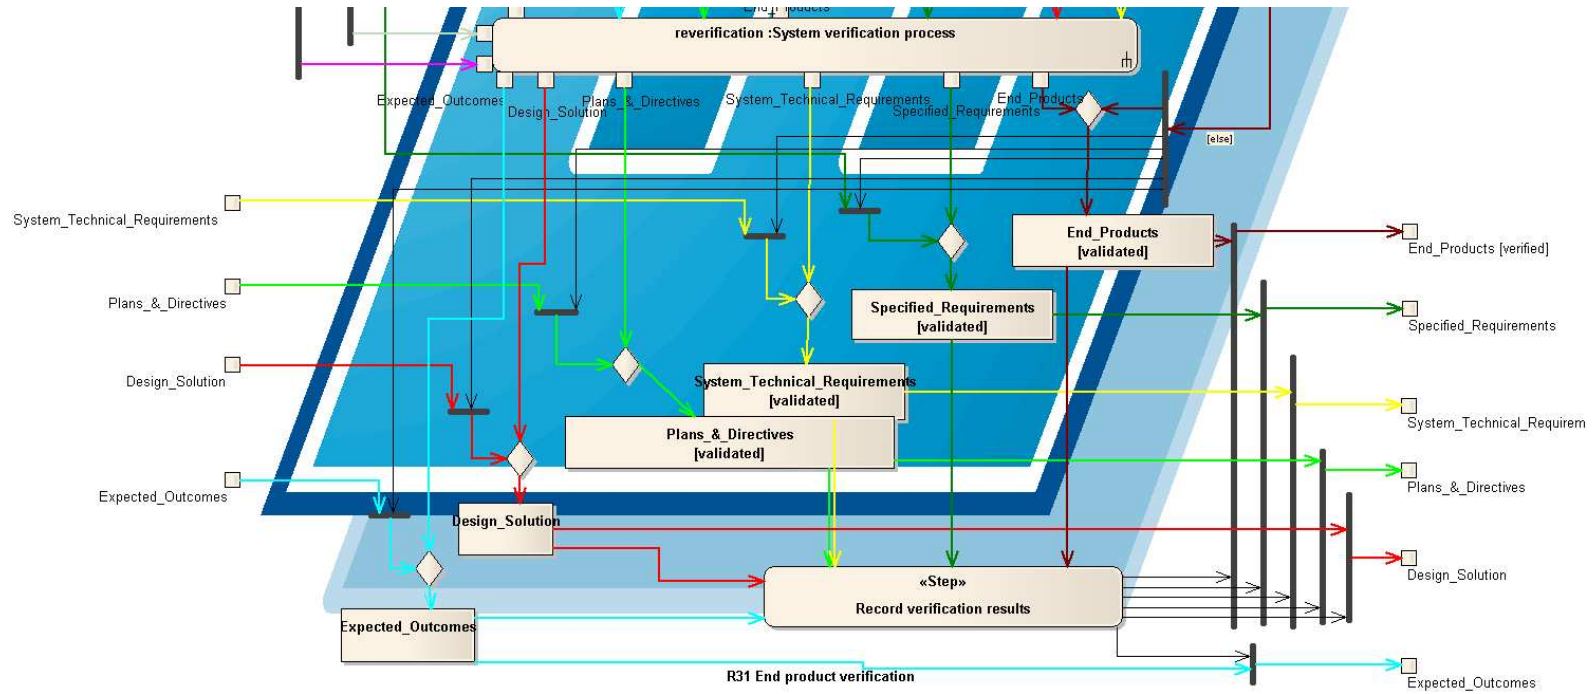 End_Products
reverification :System verification process
Expected_Outcomes
Design_Solution
Plans_&_Directives
System_Technical_Requirements
Specified_Requirements
End_Products
[else]
System_Technical_Requirements
End_Products
[validated]
End_Products [verified]
Plans_&_Directives
Specified_Requirements
[validated]
Specified_Requirements
Design_Solution
System_Technical_Requirements
[validated]
System_Technical_Requirem
Plans_&_Directives
[validated]
Expected_Outcomes
Plans_&_Directives
Design_Solution
«Step»
Record verification results
Design_Solution
Expected_Outcomes
R31 End product verification
Expected_Outcomes